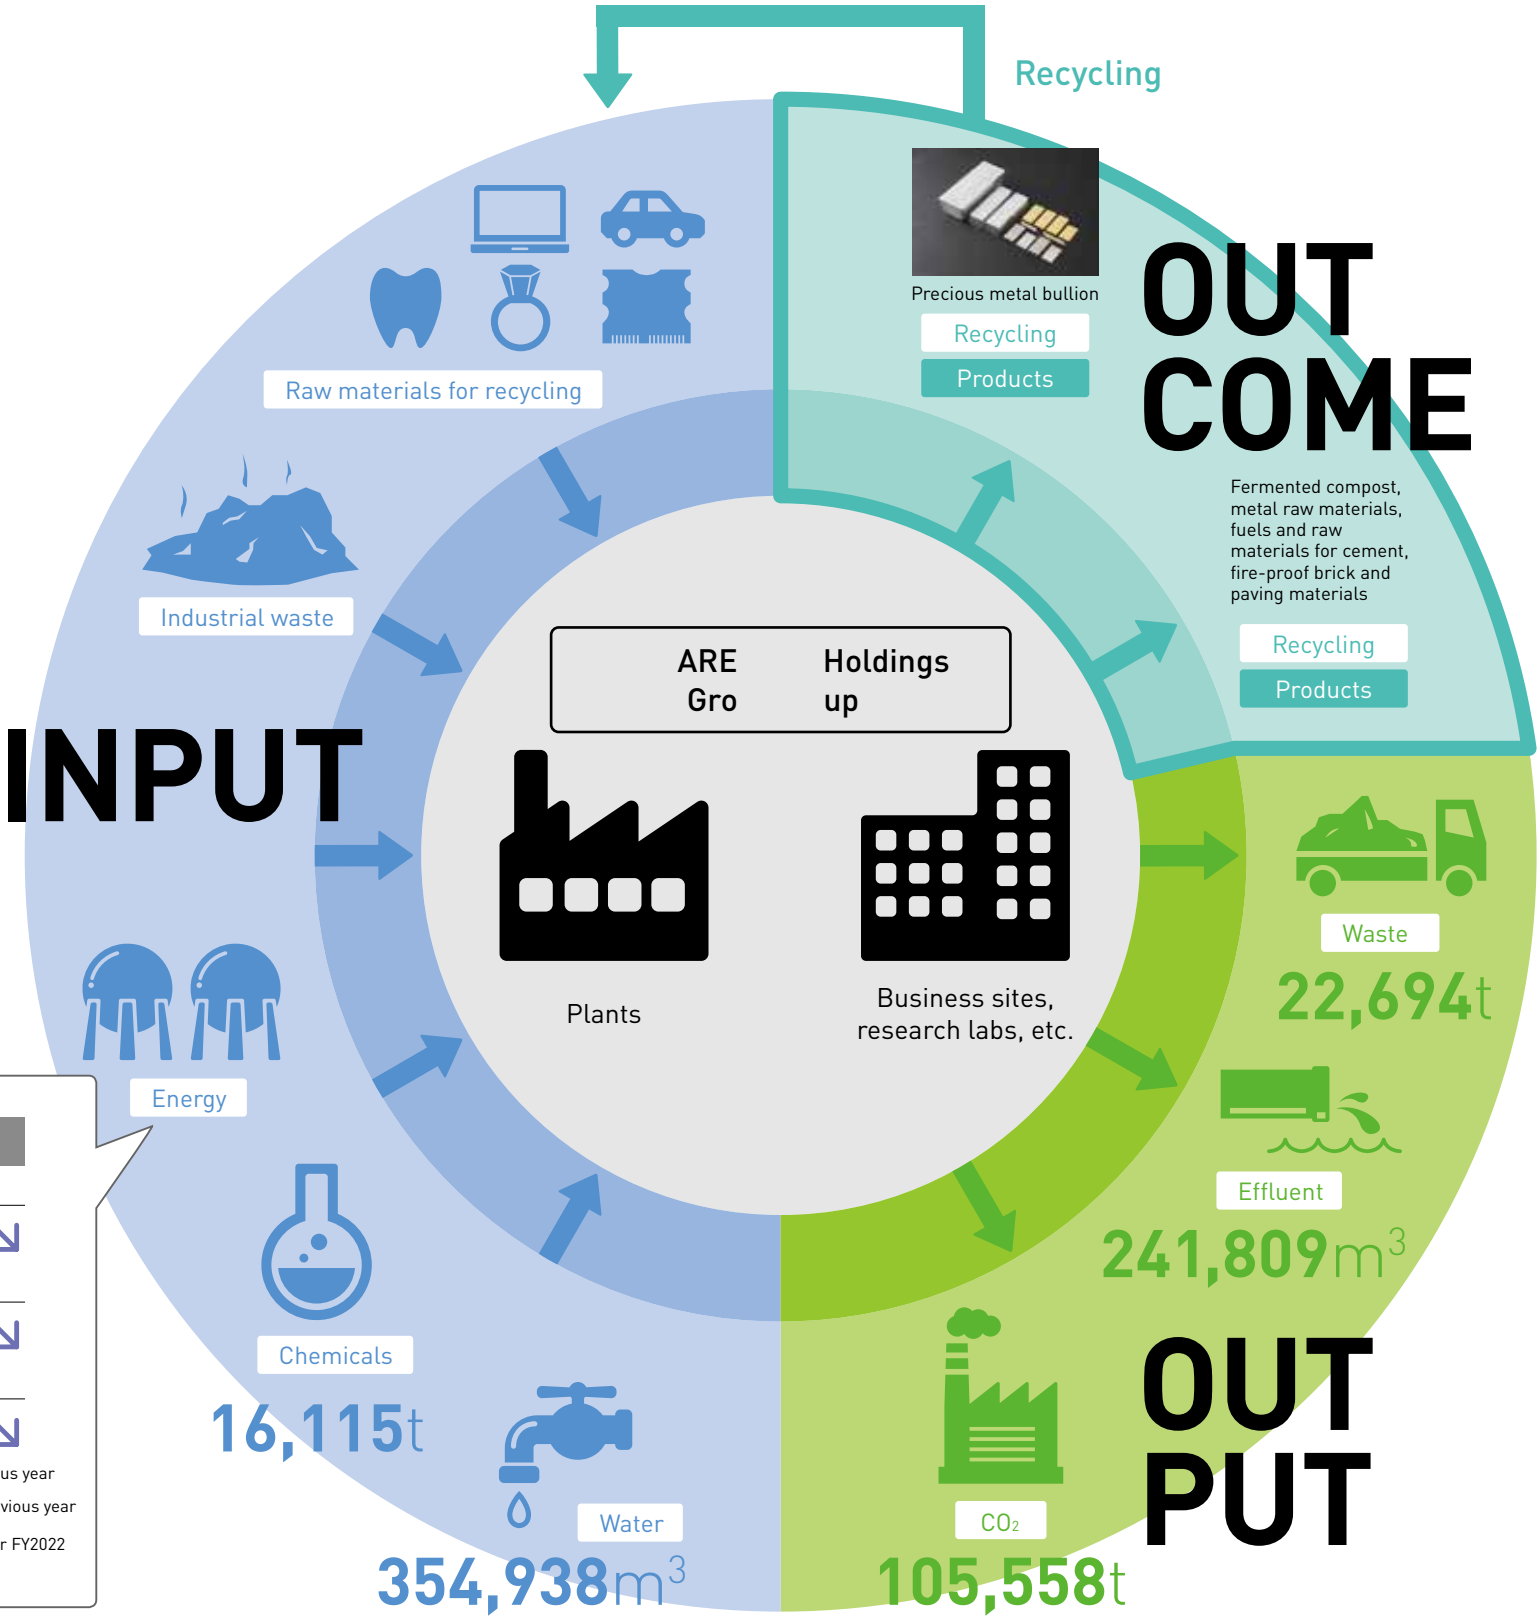 Recycling
Precious metal bullion
Recycling
Products
OUT
COME
Fermented compost,
metal raw materials,
fuels and raw
materials for cement,
fire-proof brick and
paving materials
Recycling
Products
Raw materials for recycling
Industrial waste
INPUT
ARE Holdings
Gro up
Plants
Business sites,
research labs, etc.
Energy
Chemicals
16,115t
Water
354,938m³
Waste
22,694t
Effluent
241,809m³
OUT
PUT
CO₂
105,558t
us year
vious year
r FY2022